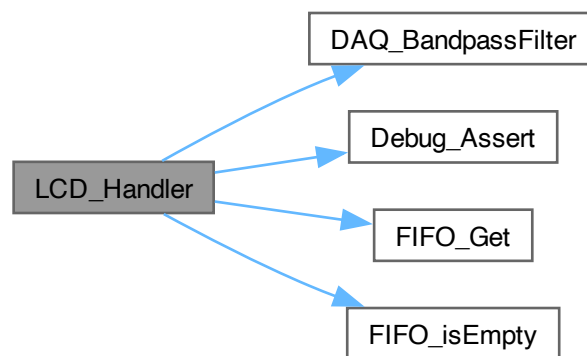 DAQ_BandpassFilter
Debug_Assert
LCD_Handler
FIFO_Get
FIFO_isEmpty